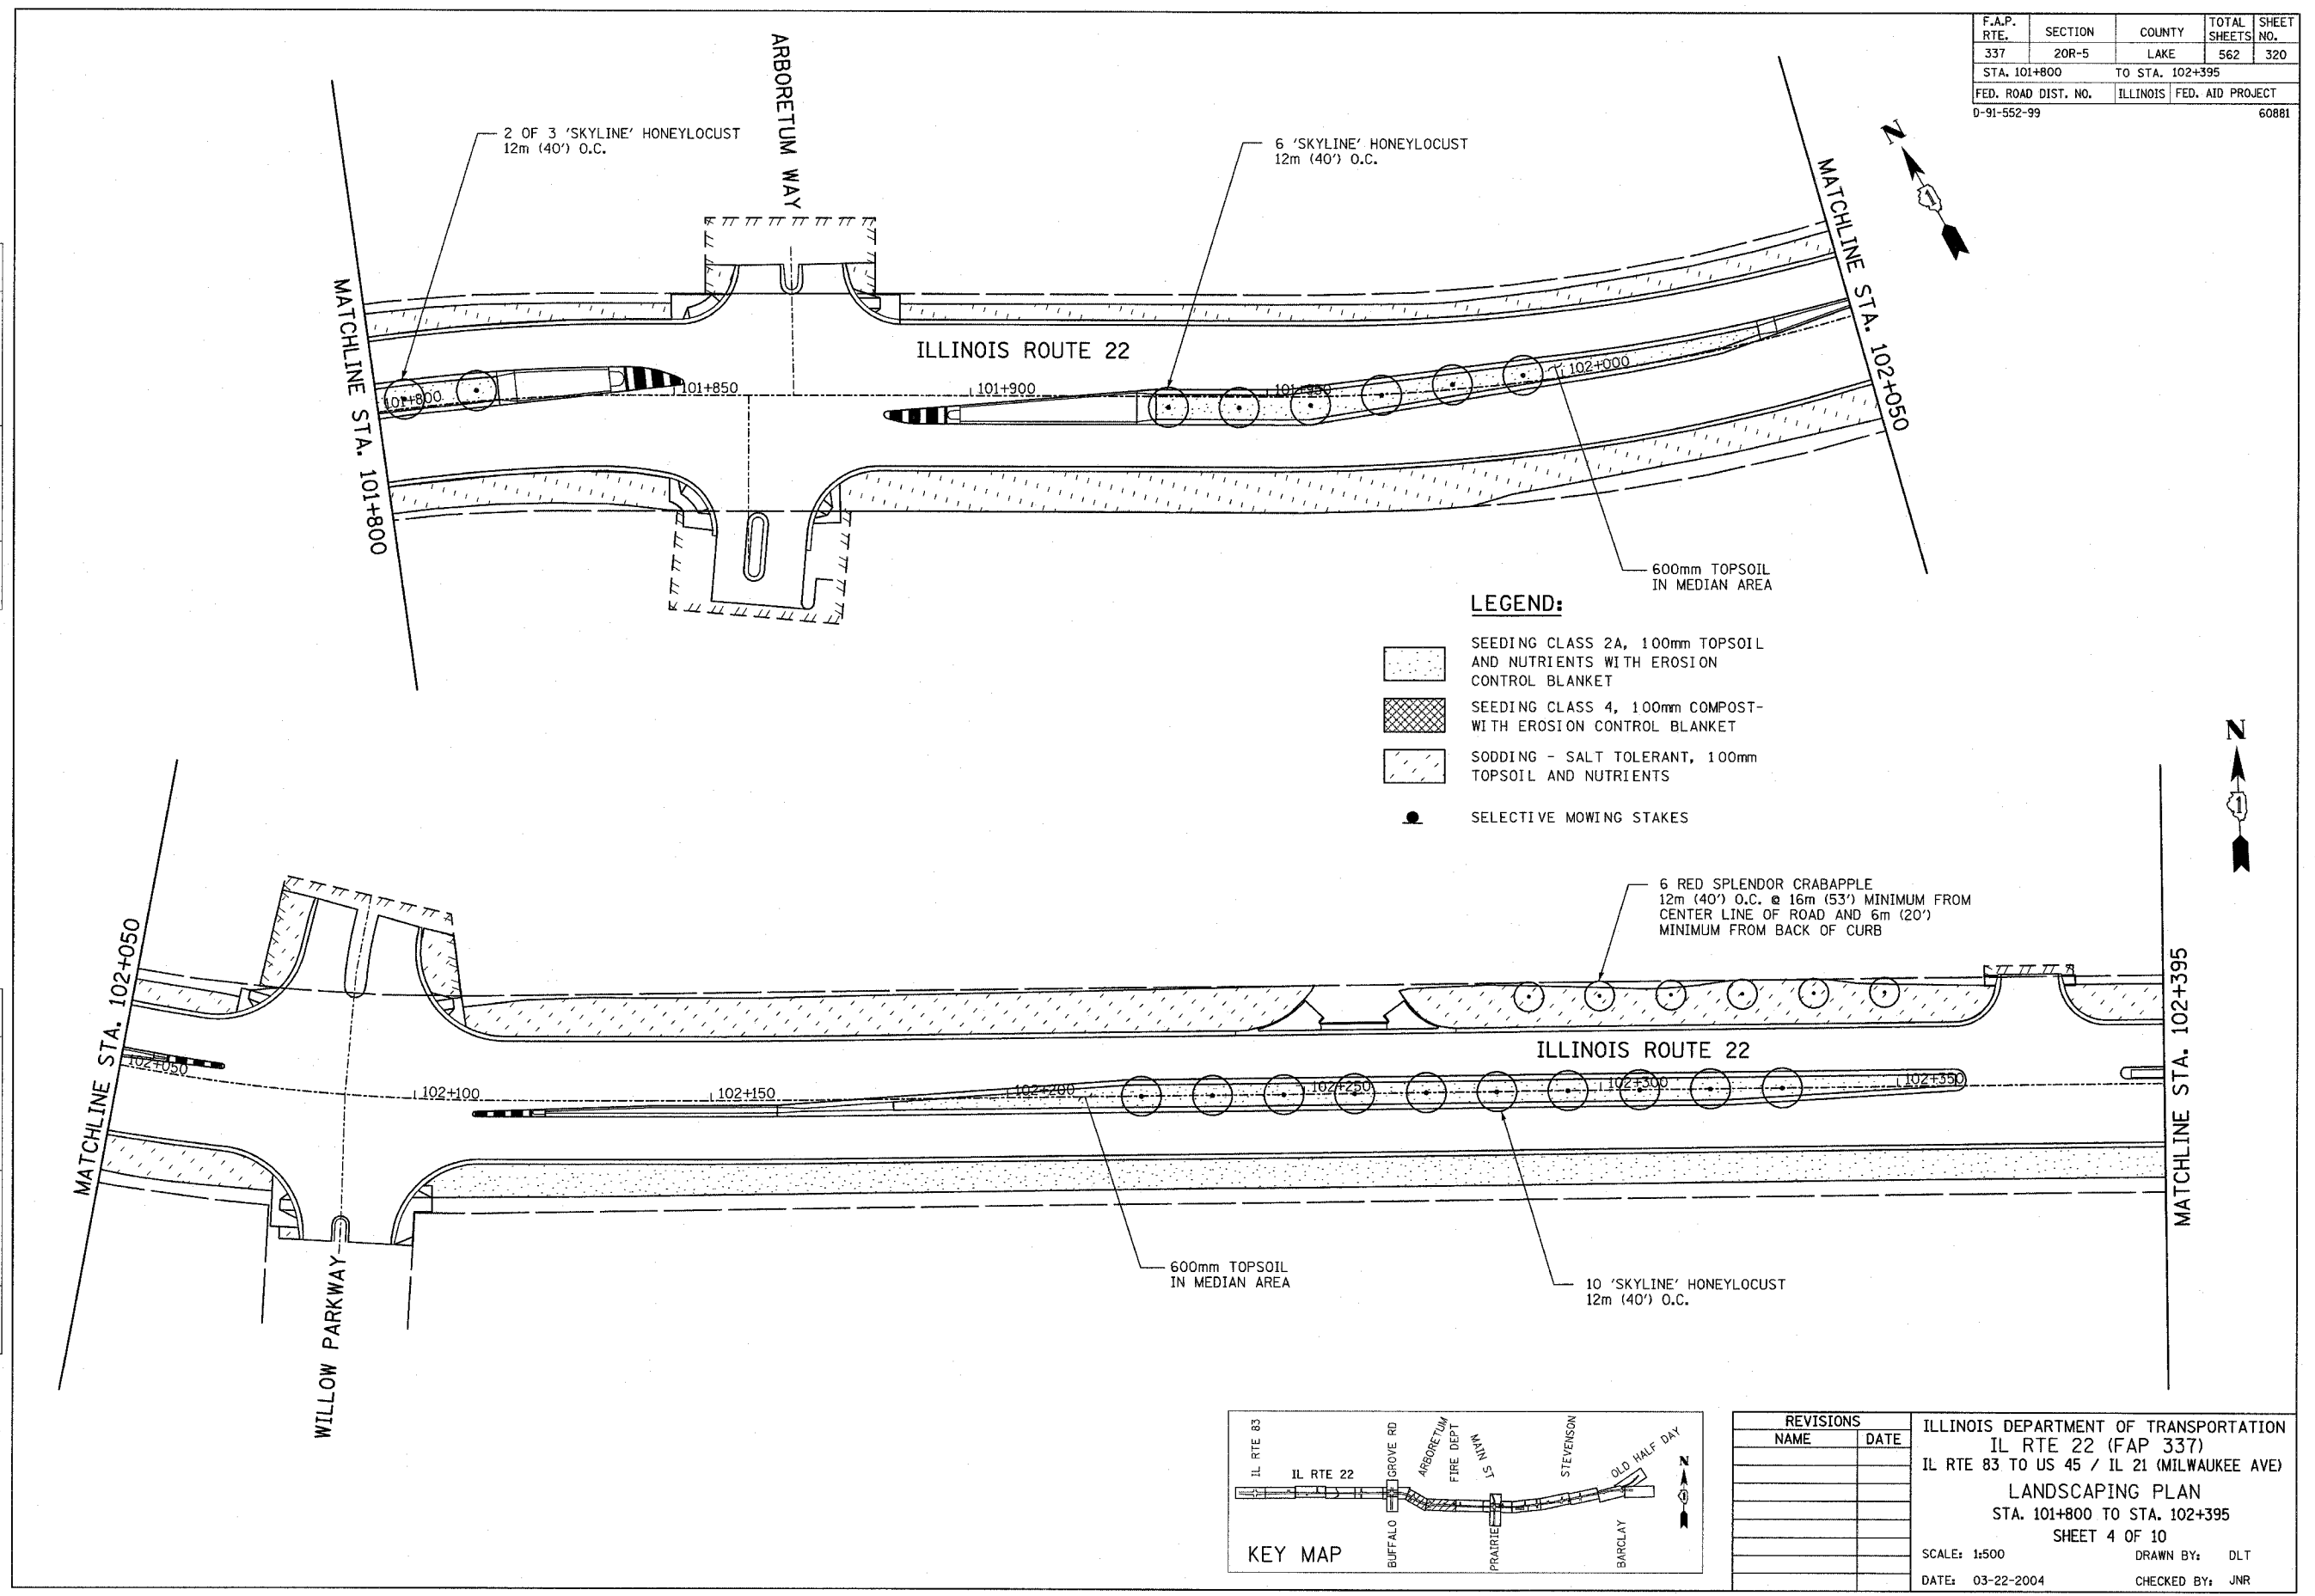 F.A.P. RTE. SECTION COUNTY TOTAL SHEETS SHEET NO.
337 20R-5 LAKE 562 320
STA. 101+800 TO STA. 102+395
FED. ROAD DIST. NO. ILLINOIS FED. AID PROJECT
D-91-552-99 60881
ARBORETUM WAY
2 OF 3 'SKYLINE' HONEYLOCUST
12m (40') O.C.
6 'SKYLINE' HONEYLOCUST
12m (40') O.C.
N
1
MATCHLINE STA. 101+800
MATCHLINE STA. 102+050
ILLINOIS ROUTE 22
101+800
101+850
101+900
101+950
102+000
600mm TOPSOIL
IN MEDIAN AREA
LEGEND:
SEEDING CLASS 2A, 100mm TOPSOIL
AND NUTRIENTS WITH EROSION
CONTROL BLANKET
SEEDING CLASS 4, 100mm COMPOST-
WITH EROSION CONTROL BLANKET
SODDING - SALT TOLERANT, 100mm
TOPSOIL AND NUTRIENTS
SELECTIVE MOWING STAKES
N
1
6 RED SPLENDOR CRABAPPLE
12m (40') O.C. @ 16m (53') MINIMUM FROM
CENTER LINE OF ROAD AND 6m (20')
MINIMUM FROM BACK OF CURB
MATCHLINE STA. 102+050
MATCHLINE STA. 102+395
ILLINOIS ROUTE 22
102+050
102+100
102+150
102+200
102+250
102+300
102+350
600mm TOPSOIL
IN MEDIAN AREA
10 'SKYLINE' HONEYLOCUST
12m (40') O.C.
WILLOW PARKWAY
IL RTE 83
IL RTE 22
GROVE RD
ARBORETUM
FIRE DEPT
MAIN ST
STEVENSON
OLD HALF DAY
N
BUFFALO
PRAIRIE
BARCLAY
KEY MAP
REVISIONS
NAME DATE
ILLINOIS DEPARTMENT OF TRANSPORTATION
IL RTE 22 (FAP 337)
IL RTE 83 TO US 45 / IL 21 (MILWAUKEE AVE)
LANDSCAPING PLAN
STA. 101+800 TO STA. 102+395
SHEET 4 OF 10
SCALE: 1:500 DRAWN BY: DLT
DATE: 03-22-2004 CHECKED BY: JNR